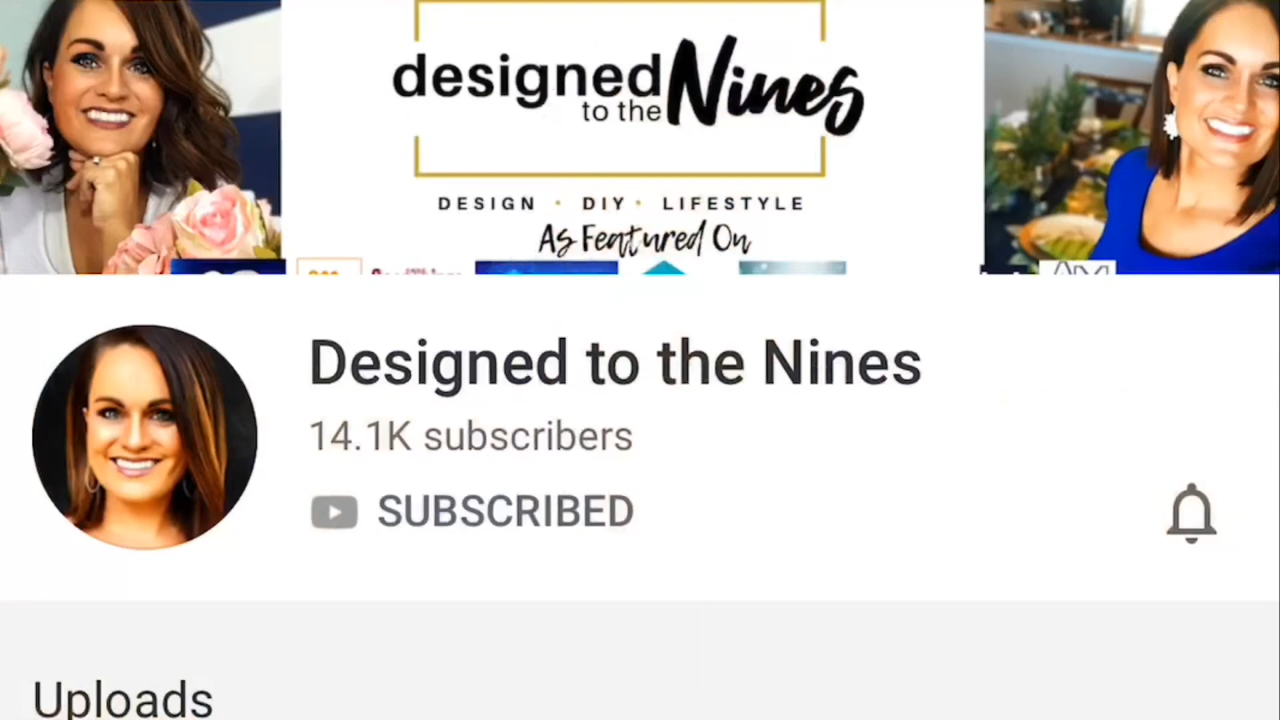 designed
to the Nines
DESIGN • DIY • LIFESTYLE
As Featured On
Designed to the Nines
14.1K subscribers
SUBSCRIBED
Uploads